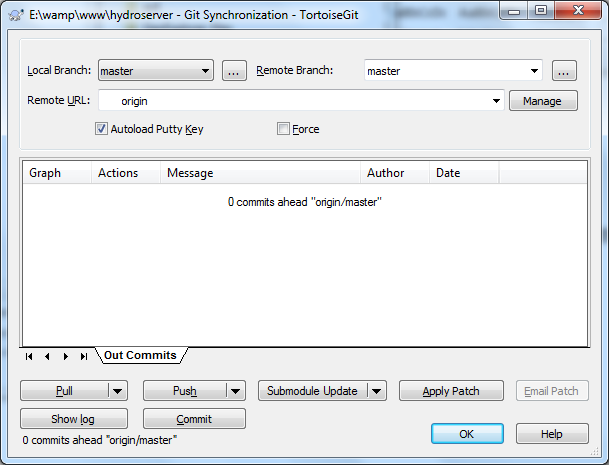 E:\wamp\www\hydroserver - Git Synchronization - TortoiseGit
Local Branch: master ... Remote Branch: master ...
Remote URL: origin Manage
Autoload Putty Key Force
Graph Actions Message Author Date
0 commits ahead "origin/master"
Out Commits
Pull Push Submodule Update Apply Patch Email Patch
Show log Commit
0 commits ahead "origin/master" OK Help